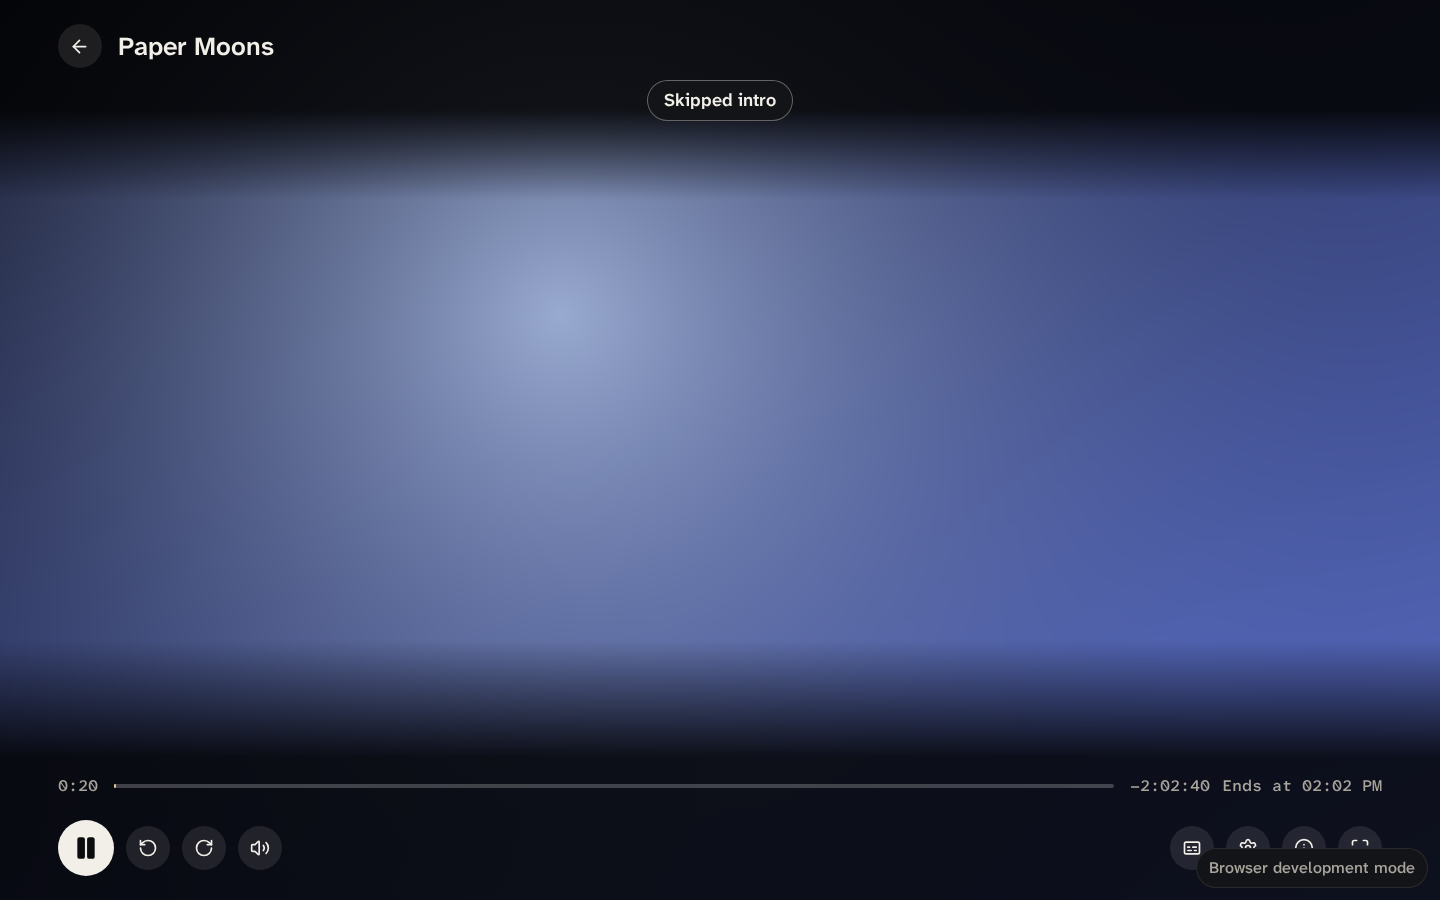 Paper Moons
Skipped intro
0:20
−2:02:40 Ends at 02:02 PM
Browser development mode